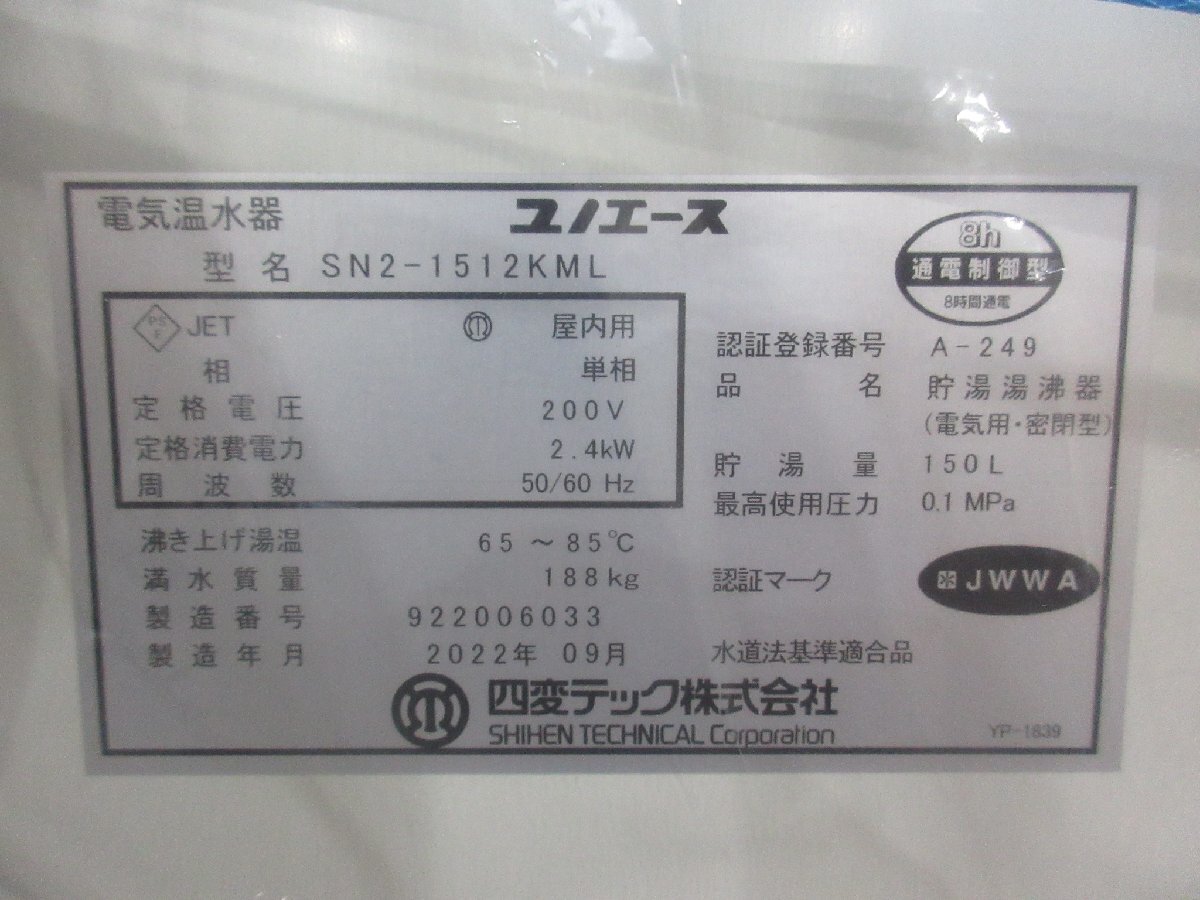 電気温水器 ユノエース
型名 SN2-1512KML
8h
通電制御型
8時間通電
PS
E JET 屋内用
相 単相
定格電圧 200V
定格消費電力 2.4kW
周波数 50/60 Hz
沸き上げ湯温 65～85℃
満水質量 188kg
製造番号 922006033
製造年月 2022年 09月
認証登録番号 A-249
品名 貯湯湯沸器
(電気用・密閉型)
貯湯量 150L
最高使用圧力 0.1 MPa
認証マーク JWWA
水道法基準適合品
四変テック株式会社
SHIHEN TECHNICAL Corporation
YP-1839